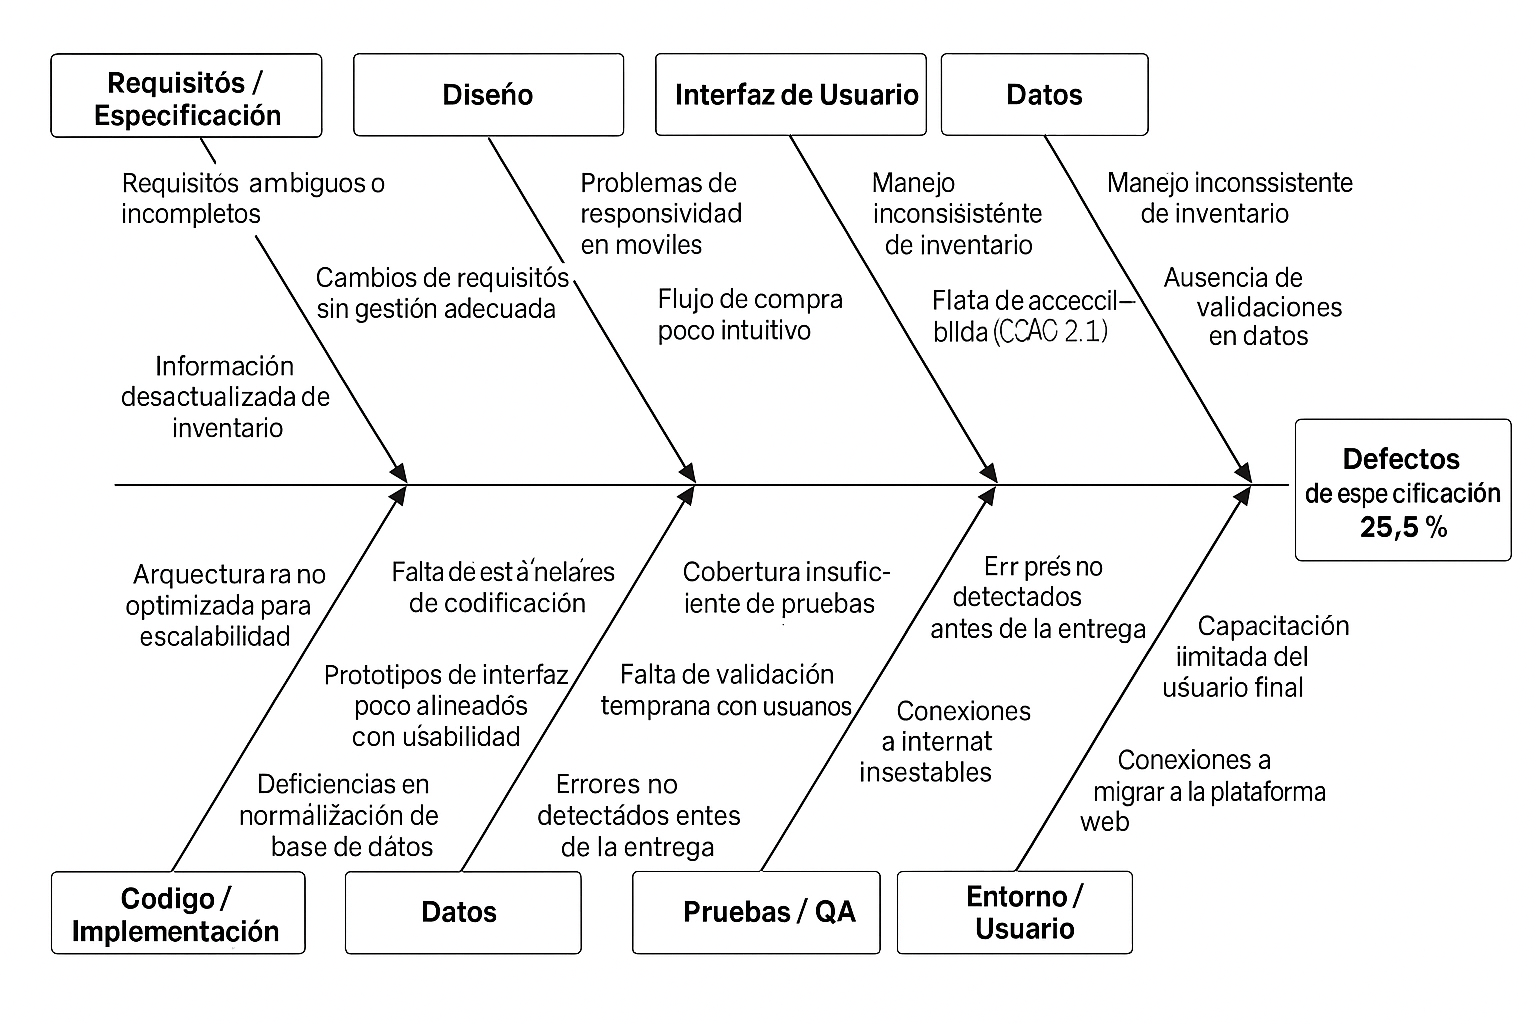 Requisitós /
Especificación
Diseńo
Interfaz de Usuario
Datos
Requisitós ambiguos o
incompletos
Cambios de requisitós
sin gestión adecuada
Información
desactualizada de
inventario
Problemas de
responsividad
en moviles
Flujo de compra
poco intuitivo
Manejo
inconsisisténte
de inventario
Flata de acceccil–
bllda (CCAC 2.1)
Manejo inconssistente
de inventario
Ausencia de
validaciones
en datos
Defectos
de espe cificación
25,5 %
Arquectura ra no
optimizada para
escalabilidad
Falta de est à'nelares
de codificación
Prototipos de interfaz
poco alineadós
con uśabilidad
Deficiencias en
normáližación de
base de dátos
Cobertura insufic-
iente de pruebas
Falta de validación
temprana con usuanos
Errores no
detectádos entes
de la entrega
Err prés no
detectados
antes de la entrega
Conexiones
a internat
insestables
Capacitación
iimitada del
uśuario final
Conexiones a
migrar a la plataforma
web
Codigo /
Implementación
Datos
Pruebas / QA
Entorno /
Usuario